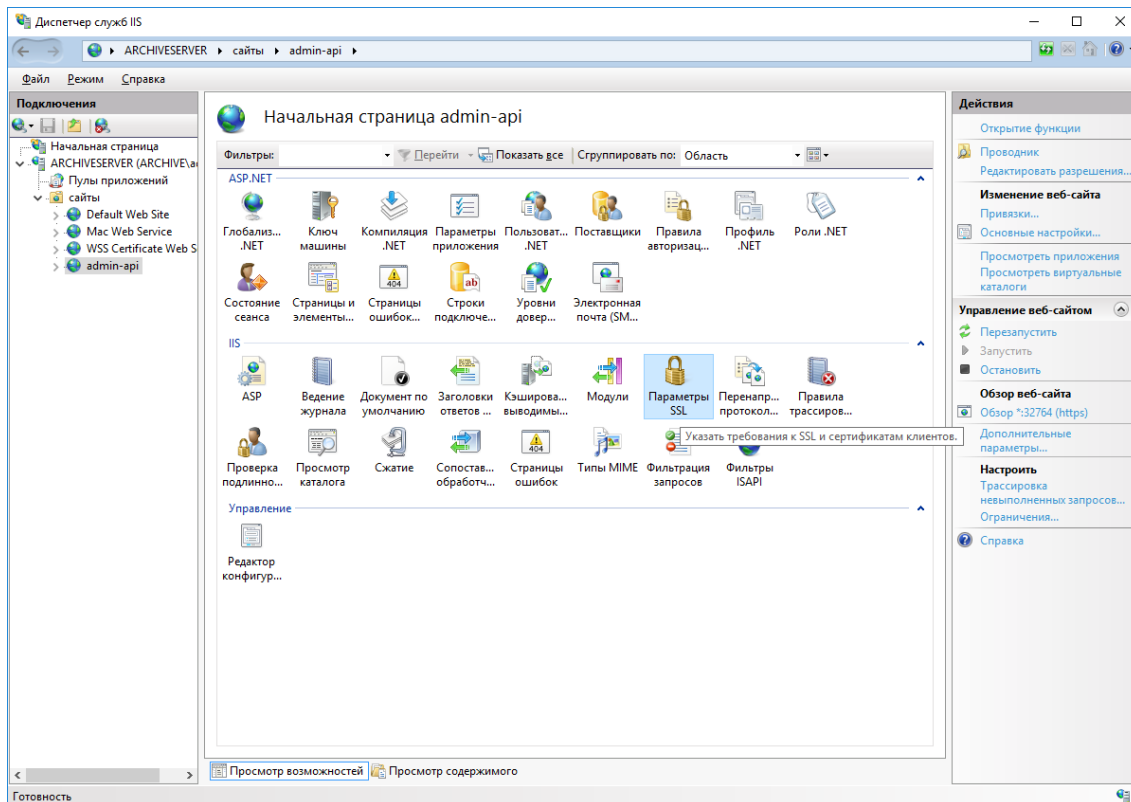 Диспетчер служб IIS
ARCHIVESERVER сайты admin-api
Файл Режим Справка
Подключения
Начальная страница
ARCHIVESERVER (ARCHIVE\a
Пулы приложений
сайты
Default Web Site
Mac Web Service
WSS Certificate Web S
admin-api
Начальная страница admin-api
Фильтры: Перейти Показать все Сгруппировать по: Область
ASP.NET
Глобализ... .NET
Ключ машины
Компиляция .NET
Параметры приложения
Пользоват... .NET
Поставщики
Правила авторизац...
Профиль .NET
Роли .NET
Состояние сеанса
Страницы и элементы...
Страницы ошибок...
Строки подключе...
Уровни довер...
Электронная почта (SM...
IIS
ASP
Ведение журнала
Документ по умолчанию
Заголовки ответов ...
Кэширова... выводимы...
Модули
Параметры SSL
Перенапр... протокол...
Правила трассиров...
Указать требования к SSL и сертификатам клиентов.
Проверка подлинно...
Просмотр каталога
Сжатие
Сопостав... обработч...
Страницы ошибок
Типы MIME
Фильтрация запросов
Фильтры ISAPI
Управление
Редактор конфигур...
Просмотр возможностей Просмотр содержимого
Действия
Открытие функции
Проводник
Редактировать разрешения...
Изменение веб-сайта
Привязки...
Основные настройки...
Просмотреть приложения
Просмотреть виртуальные
каталоги
Управление веб-сайтом
Перезапустить
Запустить
Остановить
Обзор веб-сайта
Обзор *:32764 (https)
Дополнительные
параметры...
Настроить
Трассировка
невыполненных запросов...
Ограничения...
Справка
Готовность